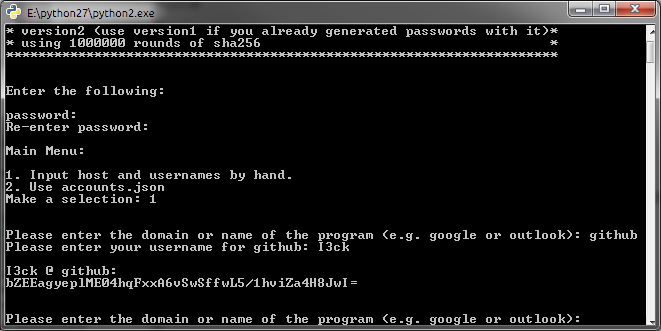 E:\python27\python2.exe
* version2 (use version1 if you already generated passwords with it)*
* using 1000000 rounds of sha256 *
*********************************************************************
Enter the following:
password:
Re-enter password:
Main Menu:
1. Input host and usernames by hand.
2. Use accounts.json
Make a selection: 1
Please enter the domain or name of the program (e.g. google or outlook): github
Please enter your username for github: I3ck
I3ck @ github:
bZEEagyeplME04hqFxxA6vSwSffwL5/1hviZa4H8JwI=
Please enter the domain or name of the program (e.g. google or outlook):